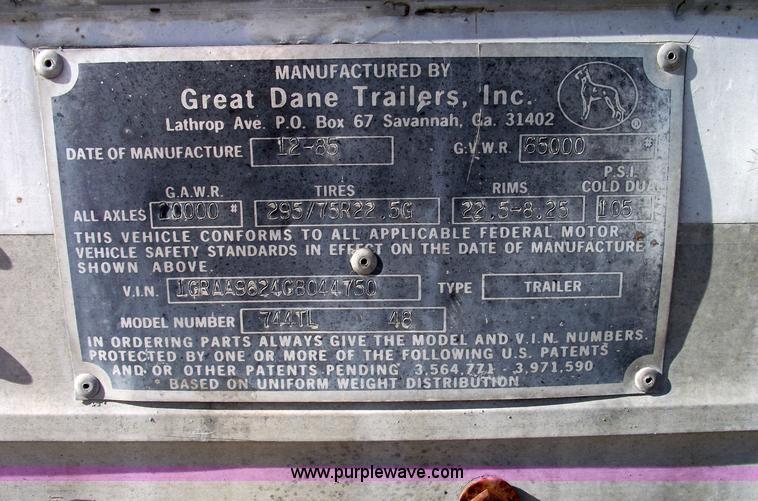 MANUFACTURED BY
Great Dane Trailers, Inc. ®
Lathrop Ave. P.O. Box 67 Savannah, Ga. 31402
DATE OF MANUFACTURE 12-85 G.V.W.R. 65000 #
G.A.W.R. TIRES RIMS P.S.I. COLD DUAL
ALL AXLES 20000 # 295/75R22.5G 22.5-8.25 105
THIS VEHICLE CONFORMS TO ALL APPLICABLE FEDERAL MOTOR
VEHICLE SAFETY STANDARDS IN EFFECT ON THE DATE OF MANUFACTURE
SHOWN ABOVE.
V.I.N. 1GRAA9624GB044750 TYPE TRAILER
MODEL NUMBER 744TL 48
IN ORDERING PARTS ALWAYS GIVE THE MODEL AND V.I.N. NUMBERS.
PROTECTED BY ONE OR MORE OF THE FOLLOWING U.S. PATENTS
AND/OR OTHER PATENTS PENDING 3,564,771 - 3,971,590
* BASED ON UNIFORM WEIGHT DISTRIBUTION
www.purplewave.com